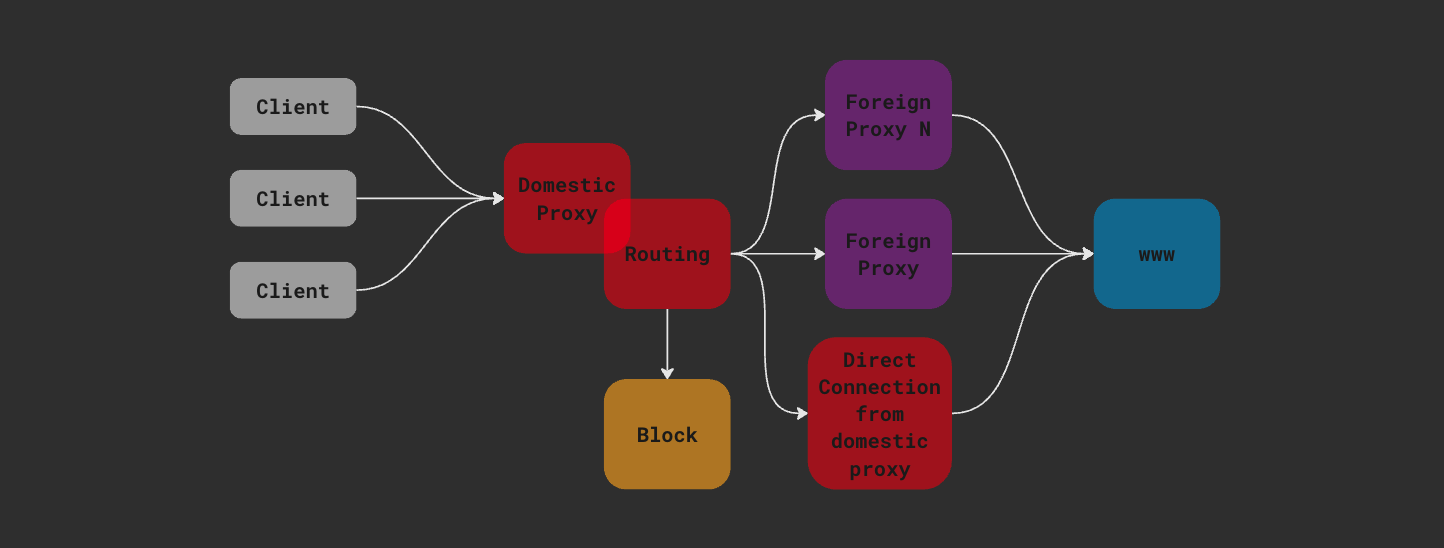 Client
Client
Client
Domestic
Proxy
Routing
Block
Foreign
Proxy N
Foreign
Proxy
Direct
Connection
from
domestic
proxy
www